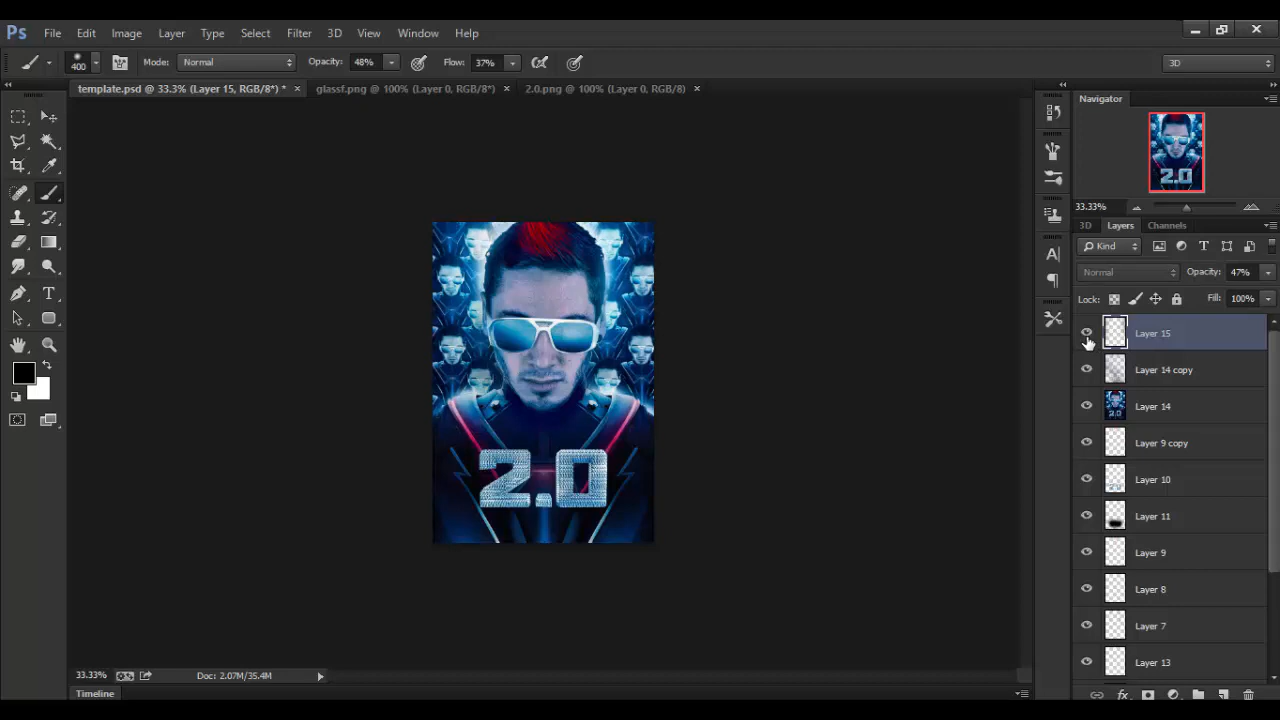 Ps File Edit Image Layer Type Select Filter 3D View Window Help
400 Mode: Normal Opacity: 48% Flow: 37% 3D
template.psd @ 33.3% (Layer 15, RGB/8*) * × glassf.png @ 100% (Layer 0, RGB/8*) × 2.0.png @ 100% (Layer 0, RGB/8) ×
Navigator
33.33%
3D Layers Channels
Kind
Normal Opacity: 47%
Lock: Fill: 100%
Layer 15
Layer 14 copy
Layer 14
Layer 9 copy
Layer 10
Layer 11
Layer 9
Layer 8
Layer 7
Layer 13
2.0
33.33% Doc: 2.07M/35.4M
Timeline